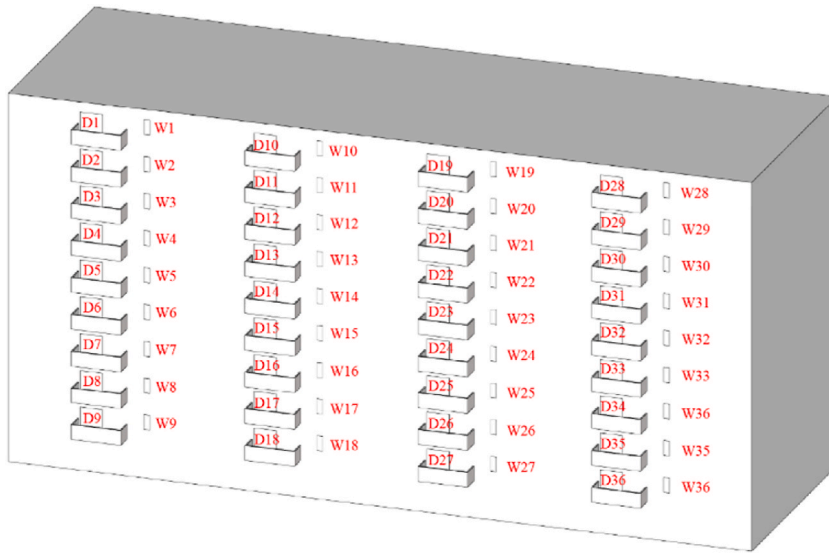 D1 W1 D10 W10 D19 W19 D28 W28
D2 W2 D11 W11 D20 W20 D29 W29
D3 W3 D12 W12 D21 W21 D30 W30
D4 W4 D13 W13 D22 W22 D31 W31
D5 W5 D14 W14 D23 W23 D32 W32
D6 W6 D15 W15 D24 W24 D33 W33
D7 W7 D16 W16 D25 W25 D34 W36
D8 W8 D17 W17 D26 W26 D35 W35
D9 W9 D18 W18 D27 W27 D36 W36